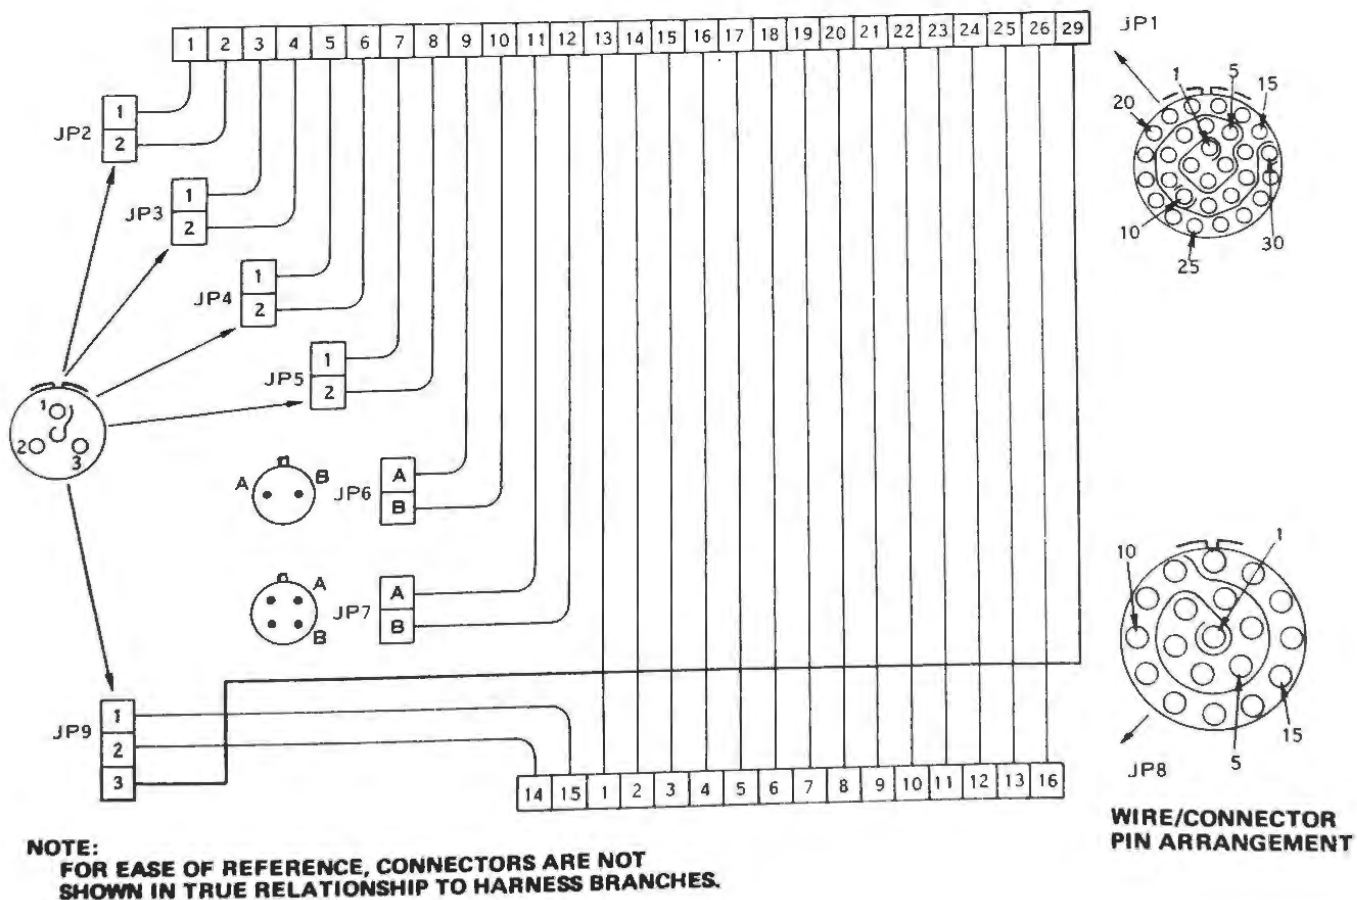 1 2 3 4 5 6 7 8 9 10 11 12 13 14 15 16 17 18 19 20 21 22 23 24 25 26 29
JP1
1 5 15
20
10 25 30
JP2 1
2
JP3 1
2
JP4 1
2
JP5 1
2
1
2 3
A B JP6 A
B
A B JP7 A
B
JP9 1
2
3
14 15 1 2 3 4 5 6 7 8 9 10 11 12 13 16
10 1
5 15
JP8
WIRE/CONNECTOR
PIN ARRANGEMENT
NOTE:
FOR EASE OF REFERENCE, CONNECTORS ARE NOT
SHOWN IN TRUE RELATIONSHIP TO HARNESS BRANCHES.